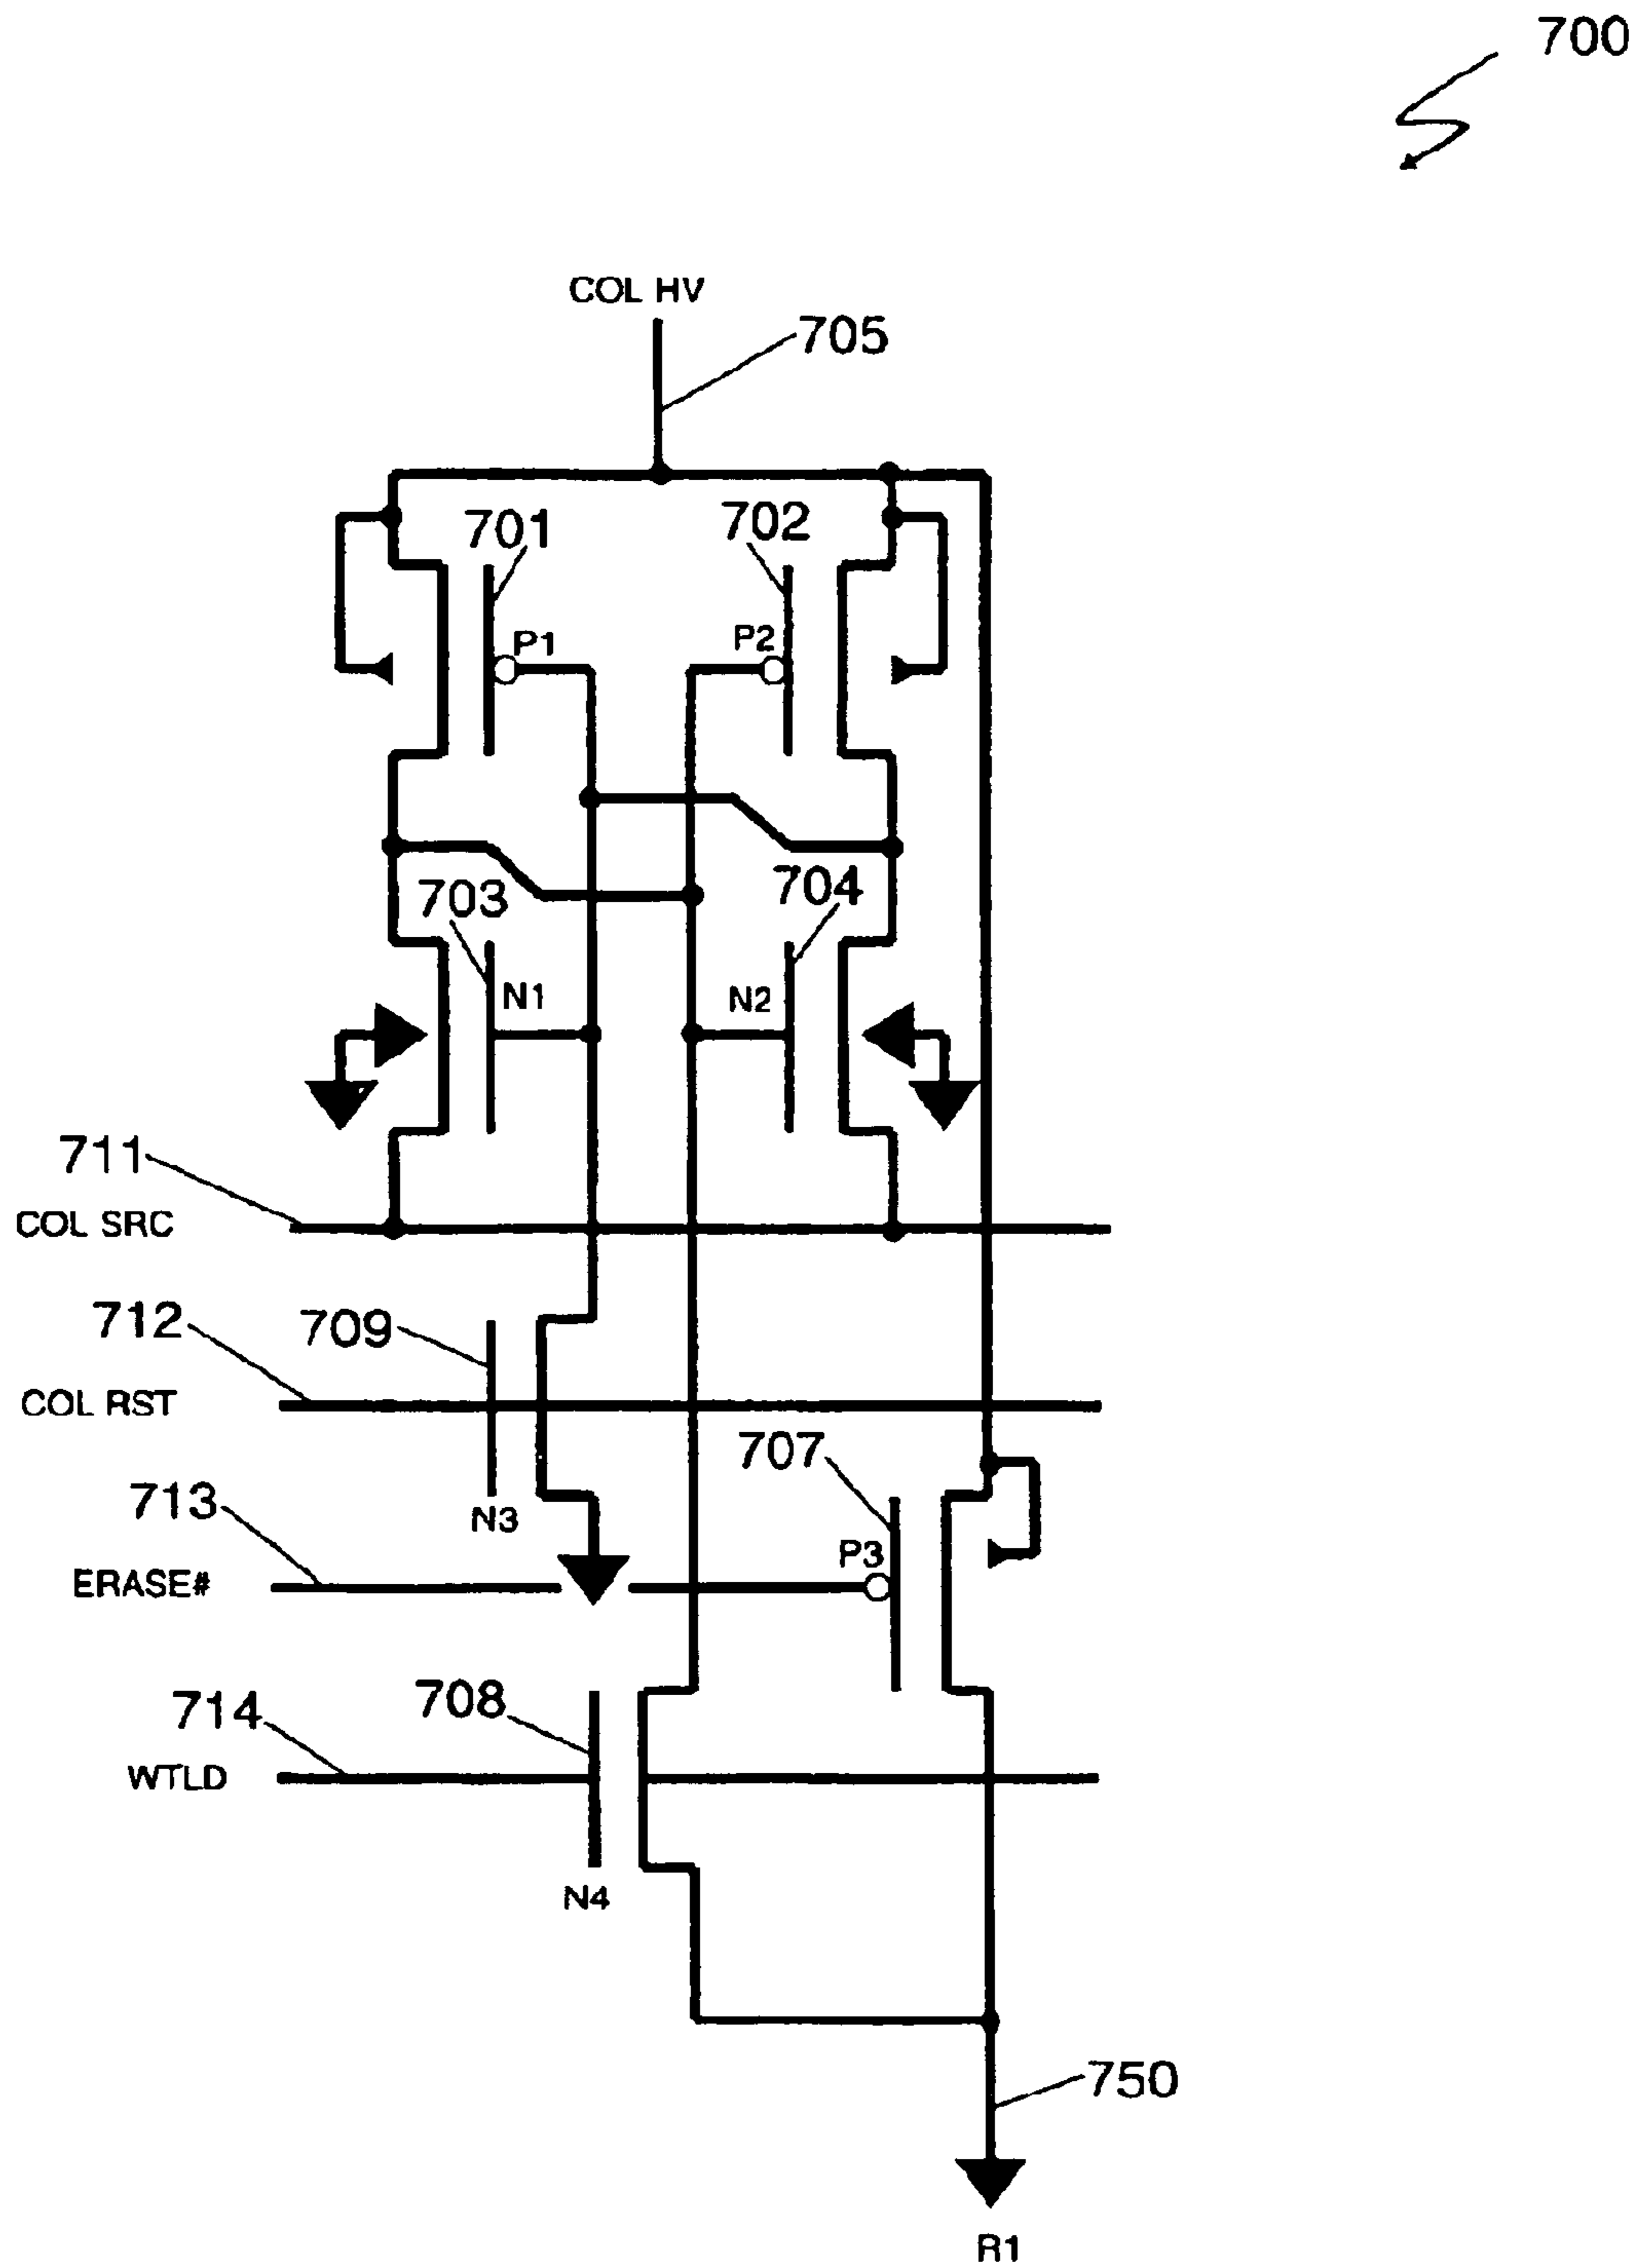 700
COL HV
705
701
702
P1
P2
703
704
N1
N2
711
COL SRC
712
709
COL RST
707
713
N3
P3
ERASE#
708
714
WTLD
N4
750
R1